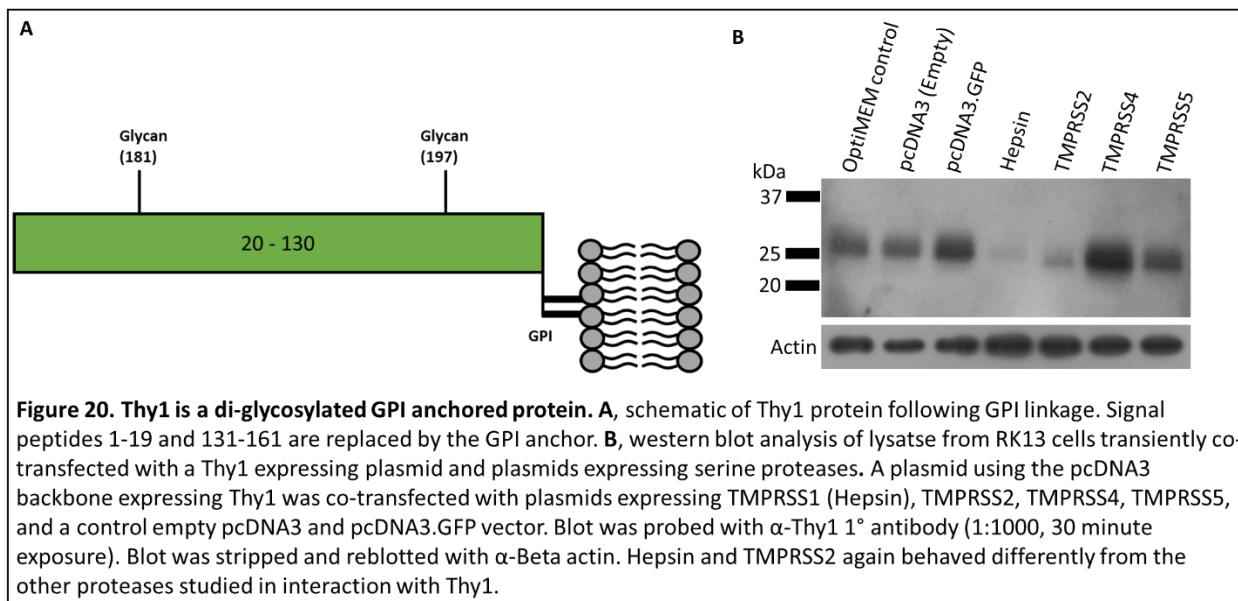 A
Glycan
(181)
Glycan
(197)
20 - 130
GPI
B
OptiMEM control
pcDNA3 (Empty)
pcDNA3.GFP
Hepsin
TMPRSS2
TMPRSS4
TMPRSS5
kDa
37
25
20
Actin
Figure 20. Thy1 is a di-glycosylated GPI anchored protein. A, schematic of Thy1 protein following GPI linkage. Signal
peptides 1-19 and 131-161 are replaced by the GPI anchor. B, western blot analysis of lysatse from RK13 cells transiently co-
transfected with a Thy1 expressing plasmid and plasmids expressing serine proteases. A plasmid using the pcDNA3
backbone expressing Thy1 was co-transfected with plasmids expressing TMPRSS1 (Hepsin), TMPRSS2, TMPRSS4, TMPRSS5,
and a control empty pcDNA3 and pcDNA3.GFP vector. Blot was probed with α-Thy1 1° antibody (1:1000, 30 minute
exposure). Blot was stripped and reblotted with α-Beta actin. Hepsin and TMPRSS2 again behaved differently from the
other proteases studied in interaction with Thy1.